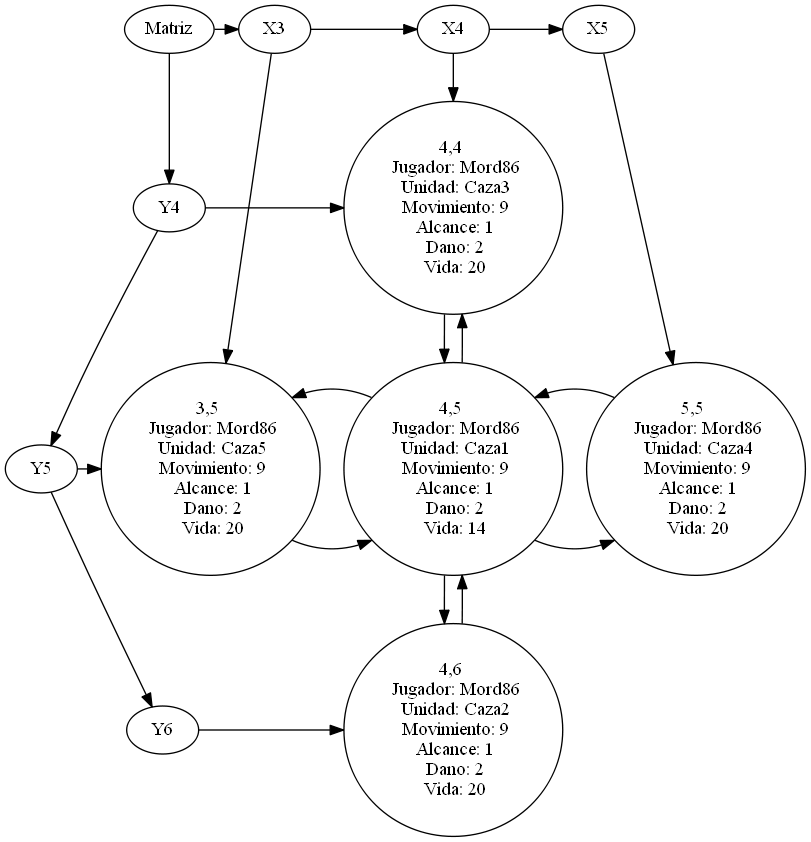 Matriz
X3
X4
X5
4,4
Jugador: Mord86
Unidad: Caza3
Movimiento: 9
Alcance: 1
Dano: 2
Vida: 20
Y4
3,5
Jugador: Mord86
Unidad: Caza5
Movimiento: 9
Alcance: 1
Dano: 2
Vida: 20
4,5
Jugador: Mord86
Unidad: Caza1
Movimiento: 9
Alcance: 1
Dano: 2
Vida: 14
5,5
Jugador: Mord86
Unidad: Caza4
Movimiento: 9
Alcance: 1
Dano: 2
Vida: 20
Y5
4,6
Jugador: Mord86
Unidad: Caza2
Movimiento: 9
Alcance: 1
Dano: 2
Vida: 20
Y6